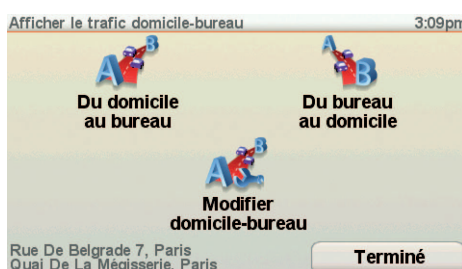 Afficher le trafic domicile-bureau 3:09pm
Du domicile
au bureau
Du bureau
au domicile
Modifier
domicile-bureau
Rue De Belgrade 7, Paris
Quai De La Mégisserie, Paris
Terminé